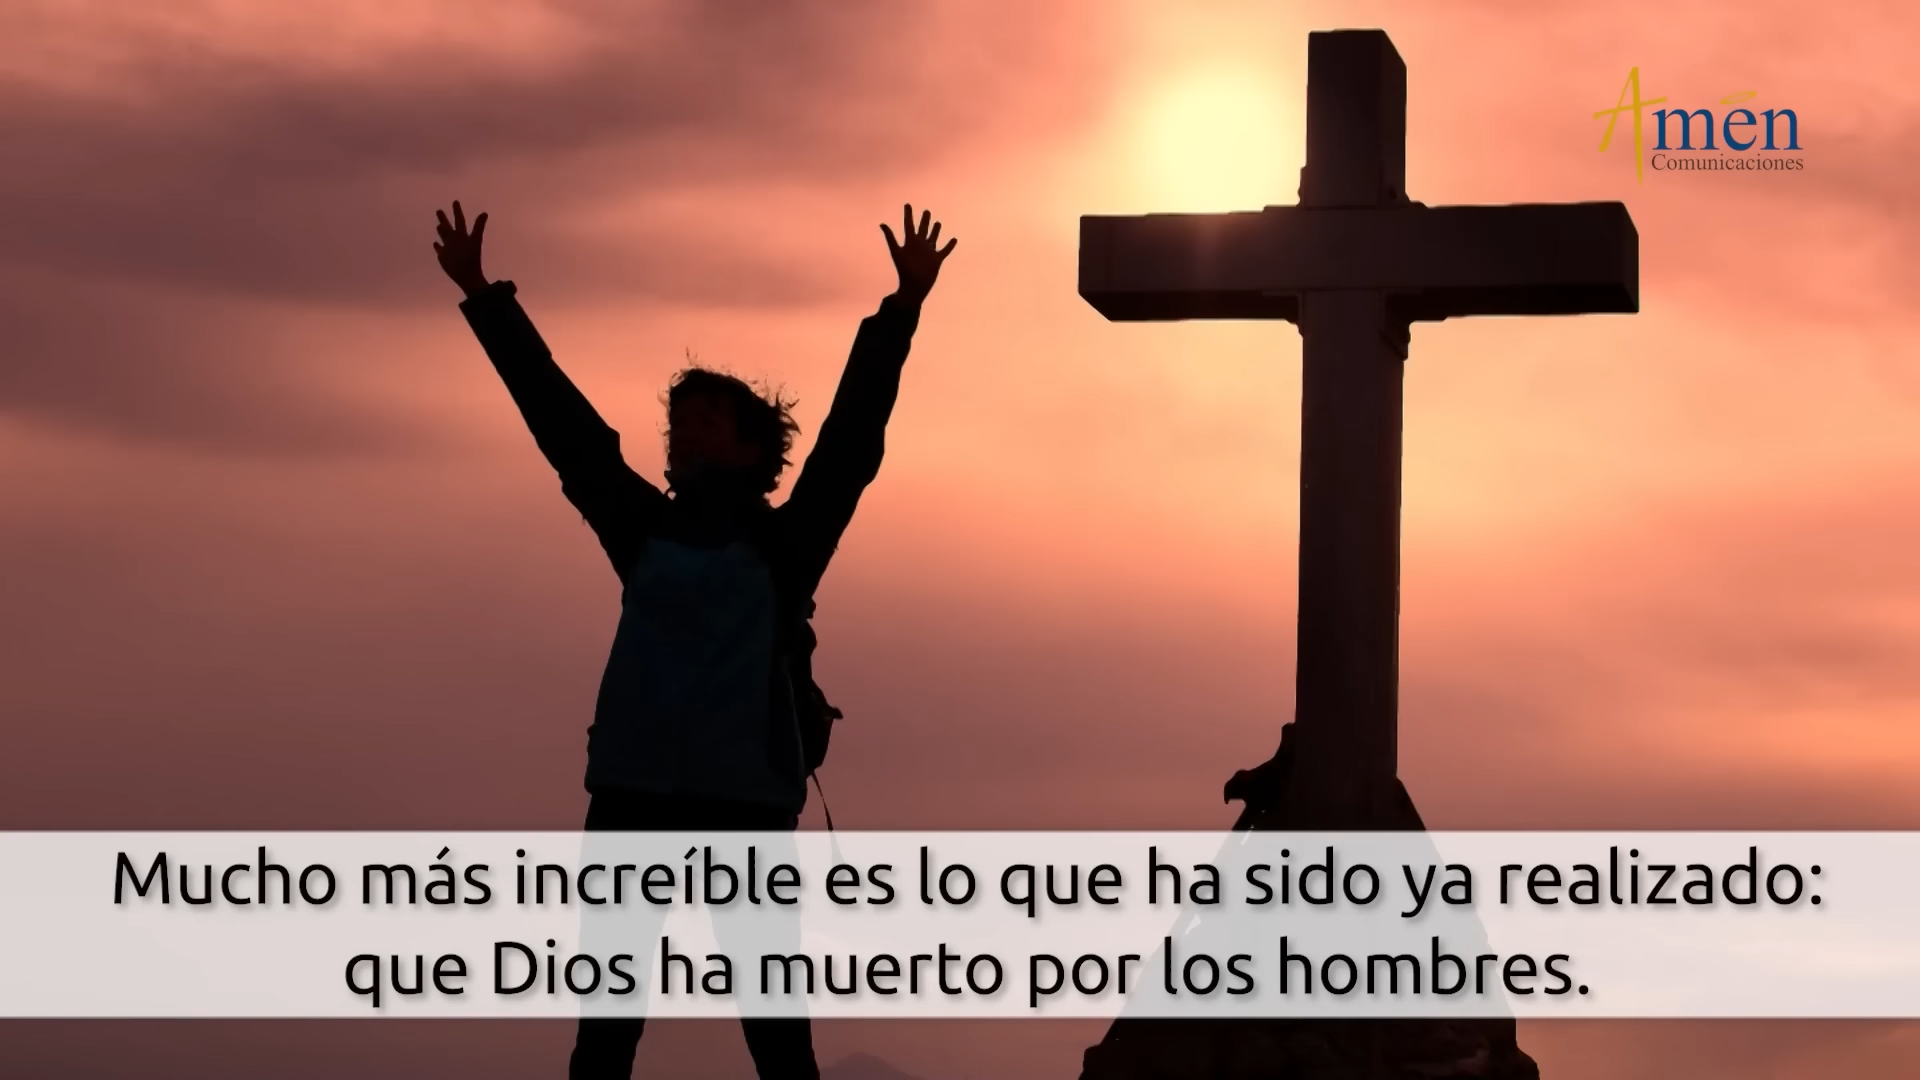 Amén
Comunicaciones
Mucho más increíble es lo que ha sido ya realizado:
que Dios ha muerto por los hombres.